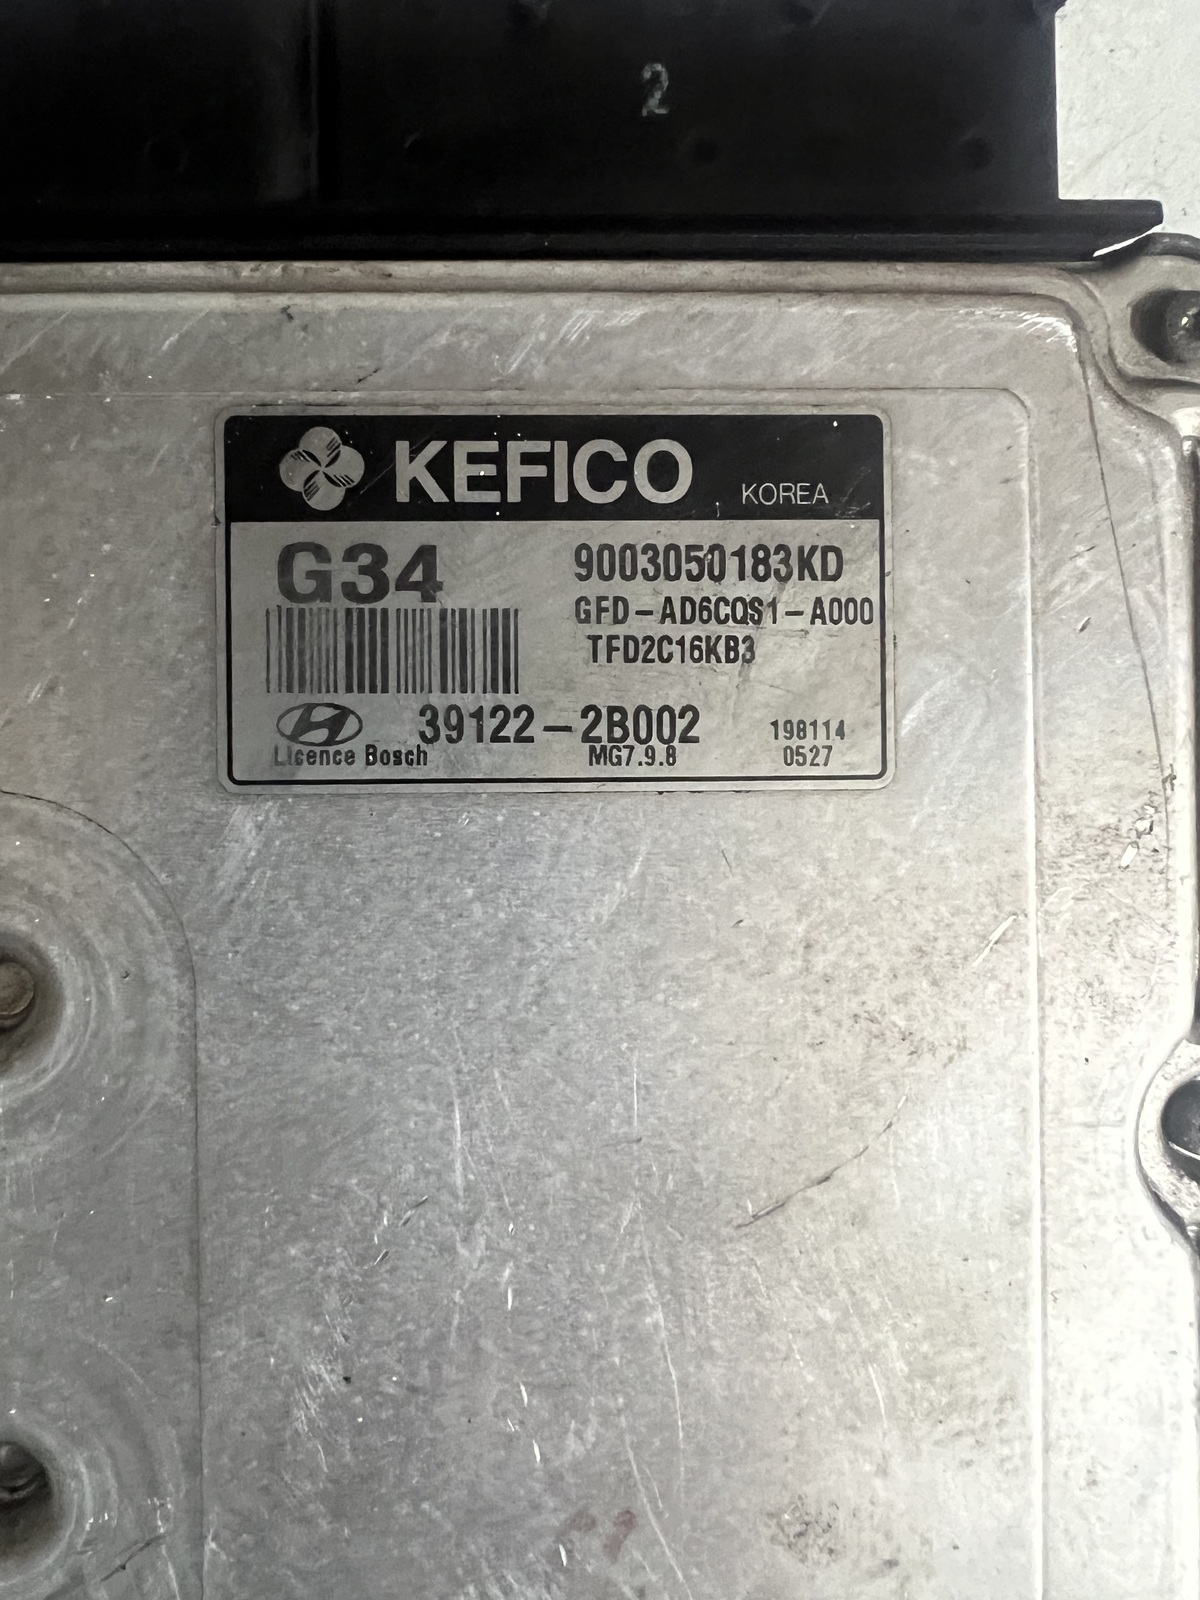 2
KEFICO KOREA
G34 9003050183KD
GFD-AD6CQS1-A000
TFD2C16KB3
39122-2B002 198114
Licence Bosch MG7.9.8 0527